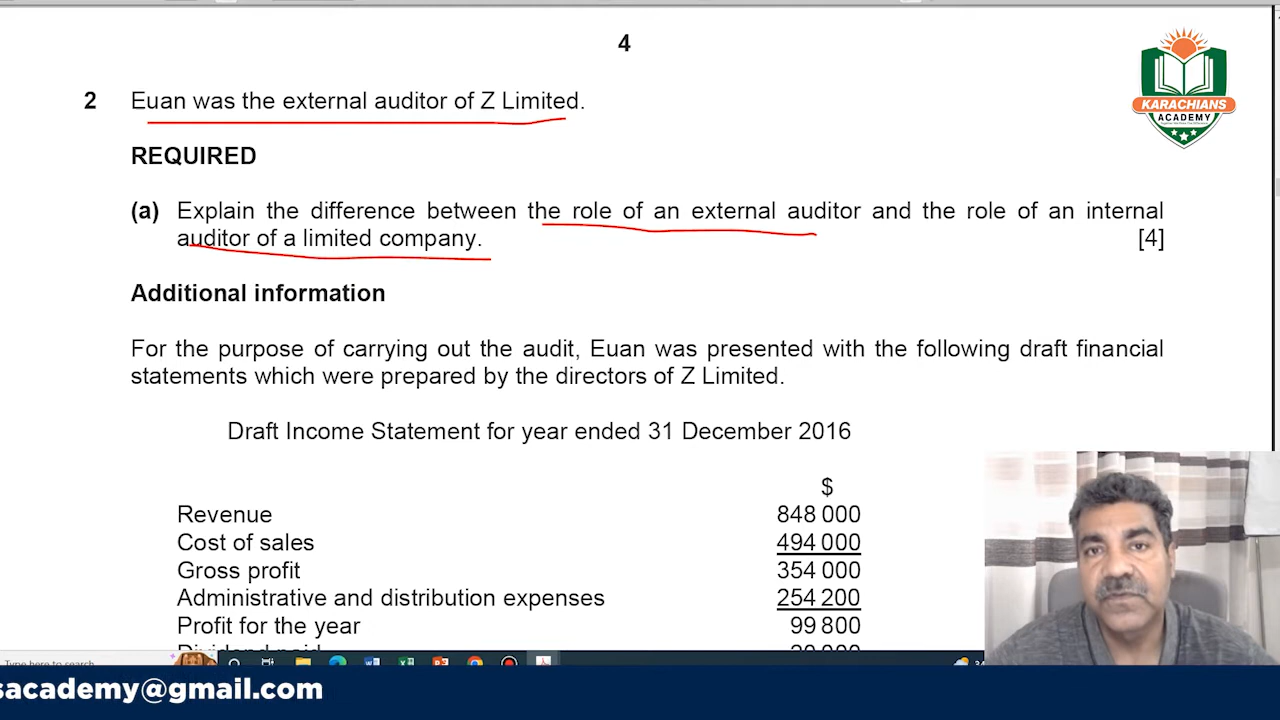 4
KARACHIANS
ACADEMY
2 Euan was the external auditor of Z Limited.
REQUIRED
(a) Explain the difference between the role of an external auditor and the role of an internal
auditor of a limited company. [4]
Additional information
For the purpose of carrying out the audit, Euan was presented with the following draft financial
statements which were prepared by the directors of Z Limited.
Draft Income Statement for year ended 31 December 2016
$
Revenue 848 000
Cost of sales 494 000
Gross profit 354 000
Administrative and distribution expenses 254 200
Profit for the year 99 800
Type here to search
sacademy@gmail.com